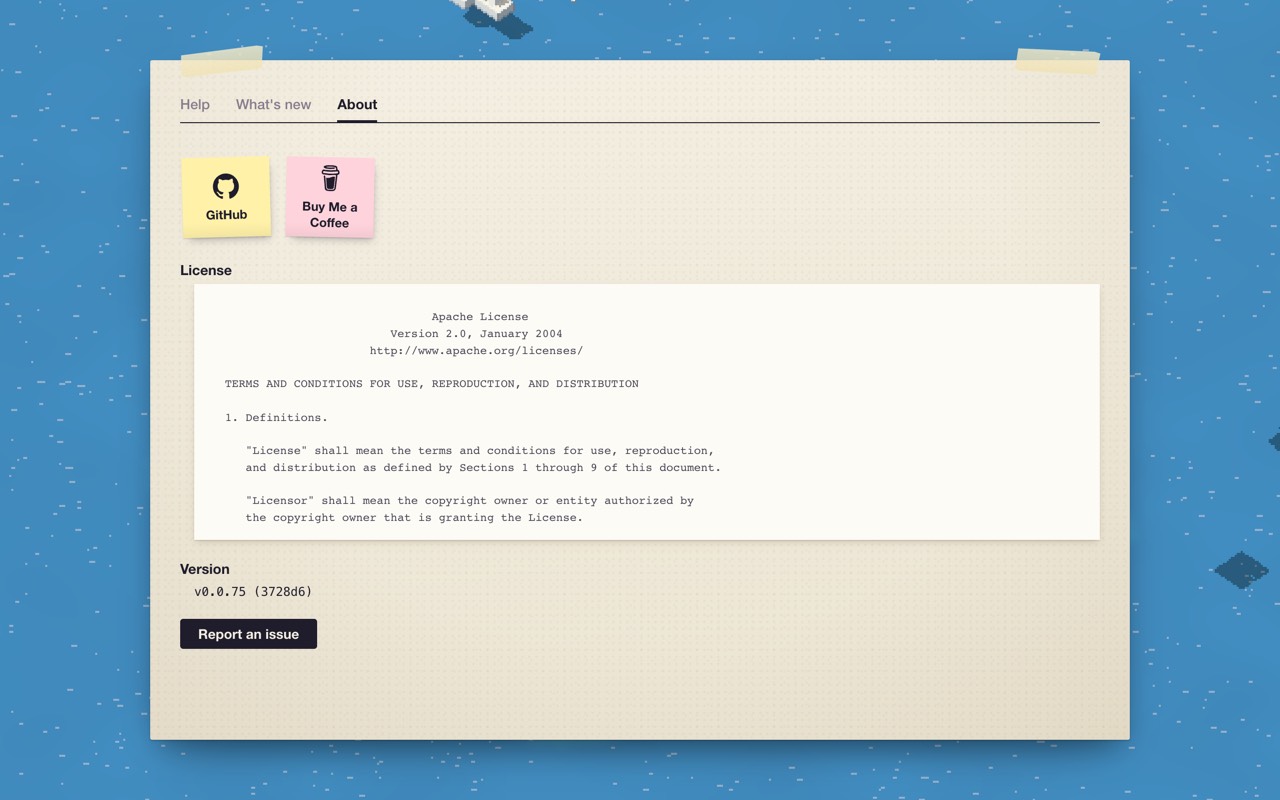 Help What's new About
GitHub
Buy Me a
Coffee
License
Apache License
Version 2.0, January 2004
http://www.apache.org/licenses/
TERMS AND CONDITIONS FOR USE, REPRODUCTION, AND DISTRIBUTION
1. Definitions.
"License" shall mean the terms and conditions for use, reproduction,
and distribution as defined by Sections 1 through 9 of this document.
"Licensor" shall mean the copyright owner or entity authorized by
the copyright owner that is granting the License.
Version
v0.0.75 (3728d6)
Report an issue